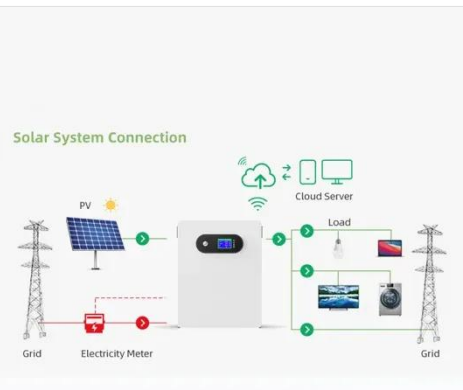 Solar System Connection
Cloud Server
PV
Load
Grid
Electricity Meter
Grid